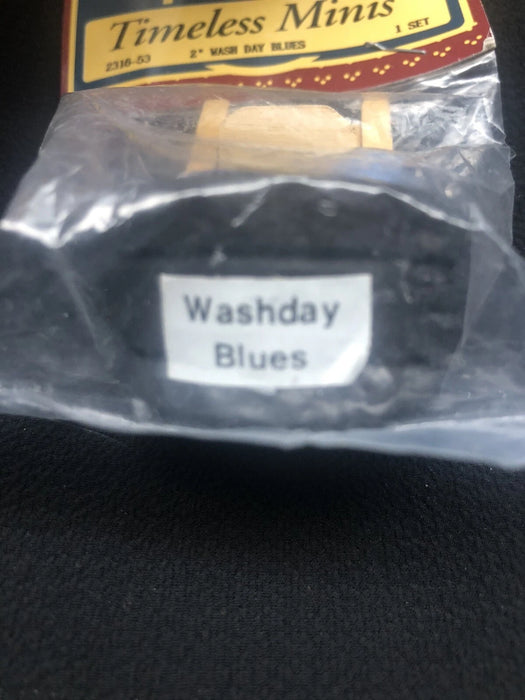 Timeless Minis
2316-53 2" WASH DAY BLUES 1 SET
Washday
Blues